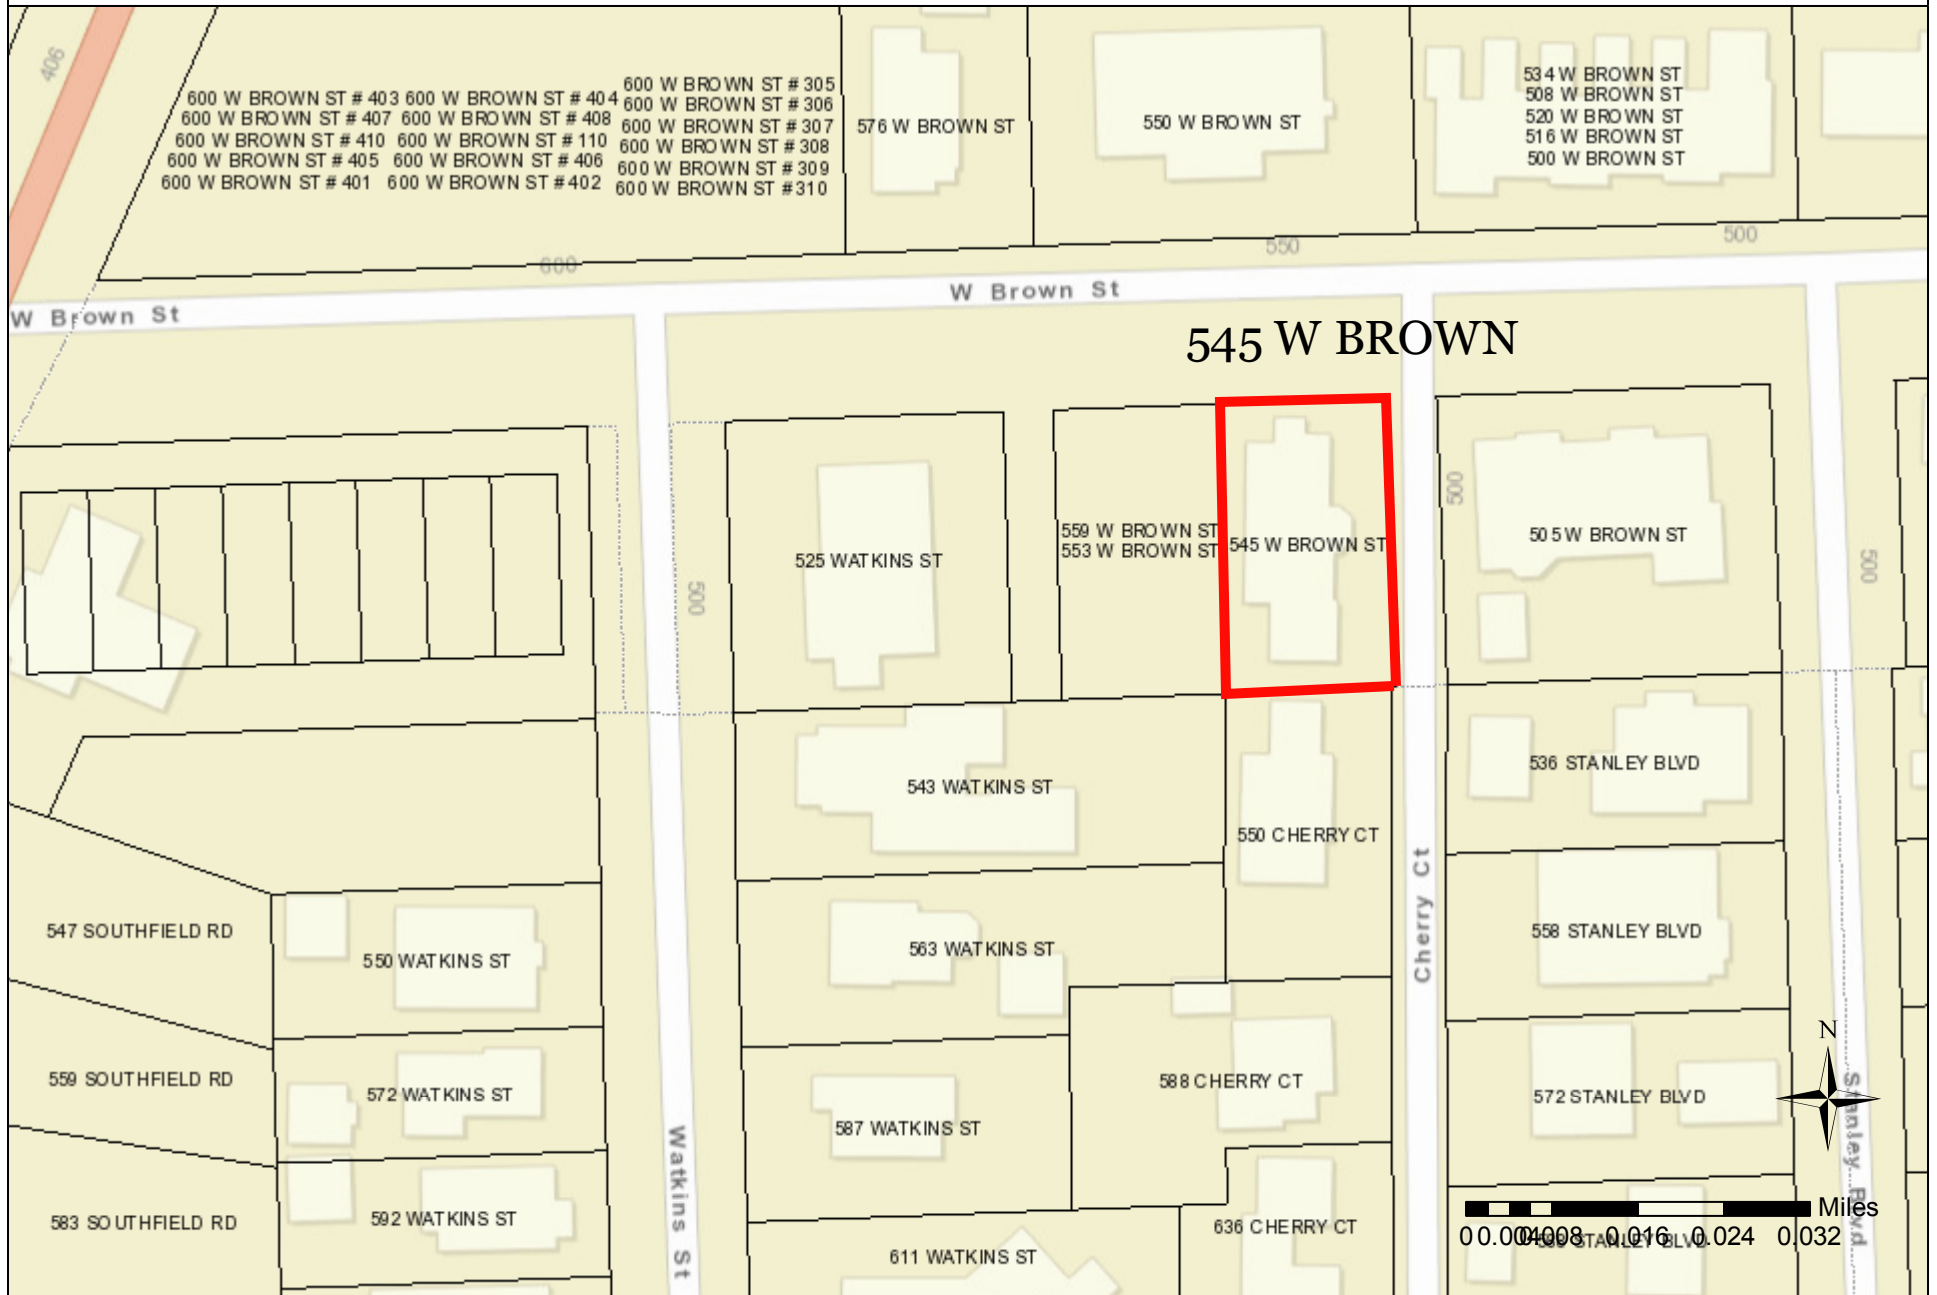 406
600 W BROWN ST # 403 600 W BROWN ST # 404
600 W BROWN ST # 407 600 W BROWN ST # 408
600 W BROWN ST # 410 600 W BROWN ST # 110
600 W BROWN ST # 405 600 W BROWN ST # 406
600 W BROWN ST # 401 600 W BROWN ST # 402
600 W BROWN ST # 305
600 W BROWN ST # 306
600 W BROWN ST # 307
600 W BROWN ST # 308
600 W BROWN ST # 309
600 W BROWN ST # 310
576 W BROWN ST
550 W BROWN ST
534 W BROWN ST
508 W BROWN ST
520 W BROWN ST
516 W BROWN ST
500 W BROWN ST
600
550
500
W Brown St
W Brown St
545 W BROWN
500
525 WATKINS ST
559 W BROWN ST
553 W BROWN ST
545 W BROWN ST
500
505 W BROWN ST
500
543 WATKINS ST
550 CHERRY CT
536 STANLEY BLVD
547 SOUTHFIELD RD
550 WATKINS ST
563 WATKINS ST
Cherry Ct
558 STANLEY BLVD
559 SOUTHFIELD RD
572 WATKINS ST
587 WATKINS ST
588 CHERRY CT
572 STANLEY BLVD
N
Stanley Blvd
583 SOUTHFIELD RD
592 WATKINS ST
Watkins St
611 WATKINS ST
636 CHERRY CT
Miles
0 0.004 0.008 0.016 0.024 0.032
STANLEY BLVD